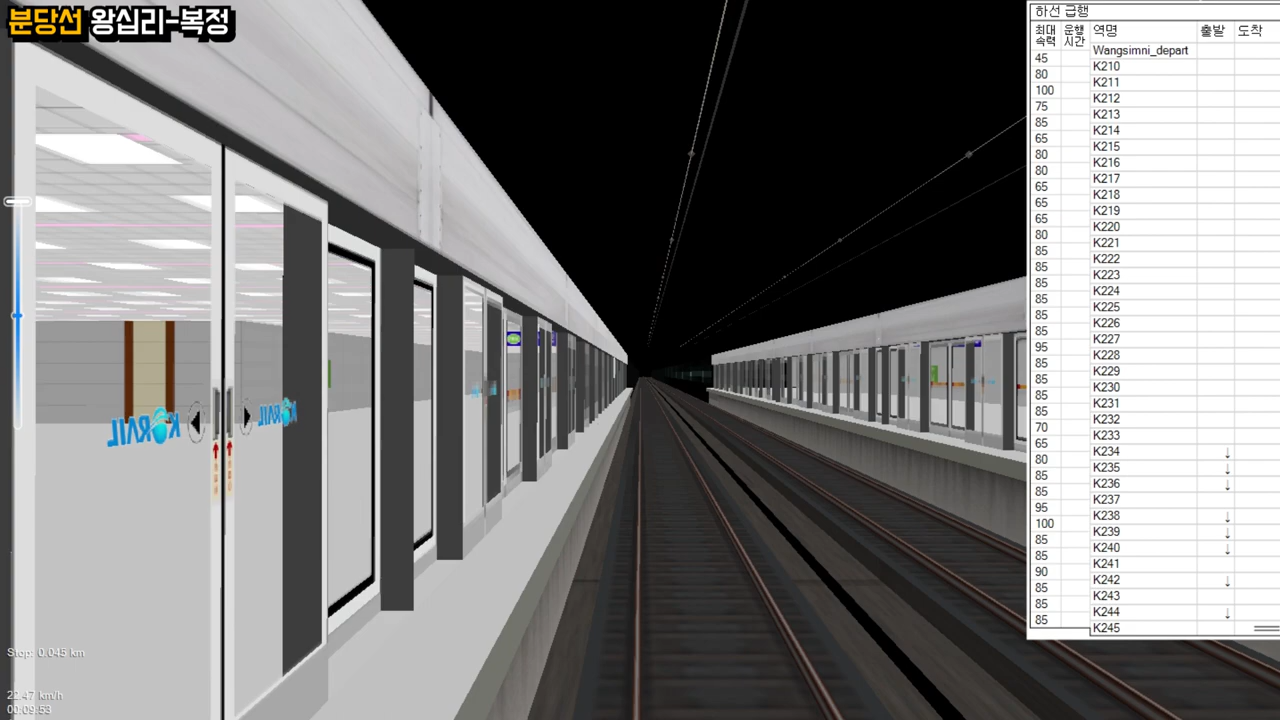 분당선 왕십리-복정
하선 급행
최대 속력 운행 시간 역명 출발 도착
Wangsimni_depart
45
K210
80
K211
100
K212
75
K213
85
K214
65
K215
80
K216
80
K217
65
K218
65
K219
65
K220
80
K221
85
K222
85
K223
85
K224
85
K225
85
K226
85
K227
95
K228
85
K229
85
K230
85
K231
85
K232
70
K233
65
K234 ↓
80
K235 ↓
85
K236 ↓
85
K237
95
K238 ↓
100
K239 ↓
85
K240 ↓
85
K241
90
K242 ↓
85
K243
85
K244 ↓
85
K245
KORAIL
KORAIL
Stop: 0.045 km
22.47 km/h
00:09:53